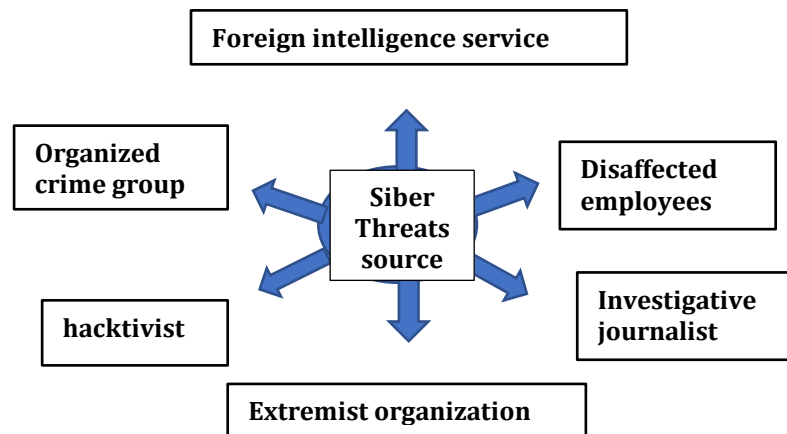 Foreign intelligence service
Organized
crime group
Siber
Threats
source
Disaffected
employees
hacktivist
Investigative
journalist
Extremist organization